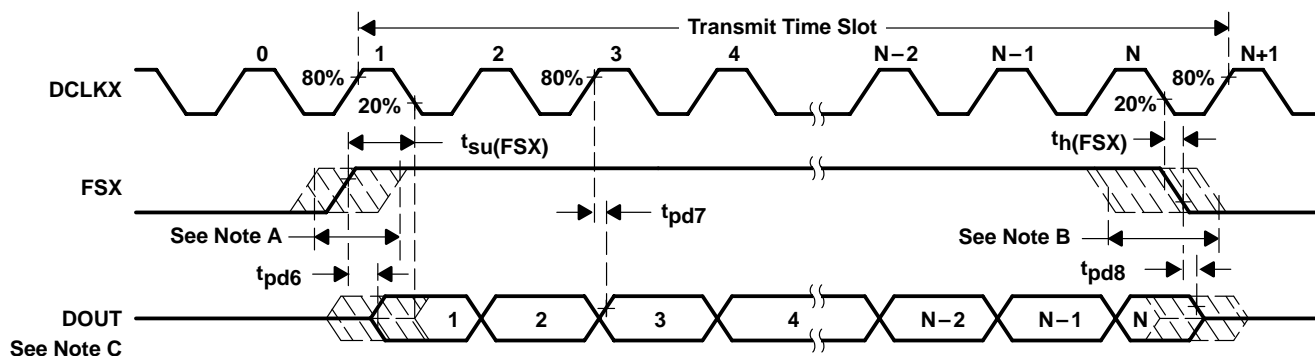 Transmit Time Slot
0 1 2 3 4 N–2 N–1 N N+1
80% 80% 80%
DCLKX
20% 20%
tsu(FSX) th(FSX)
FSX
tpd7
See Note A See Note B
tpd6 tpd8
DOUT 1 2 3 4 N–2 N–1 N
See Note C